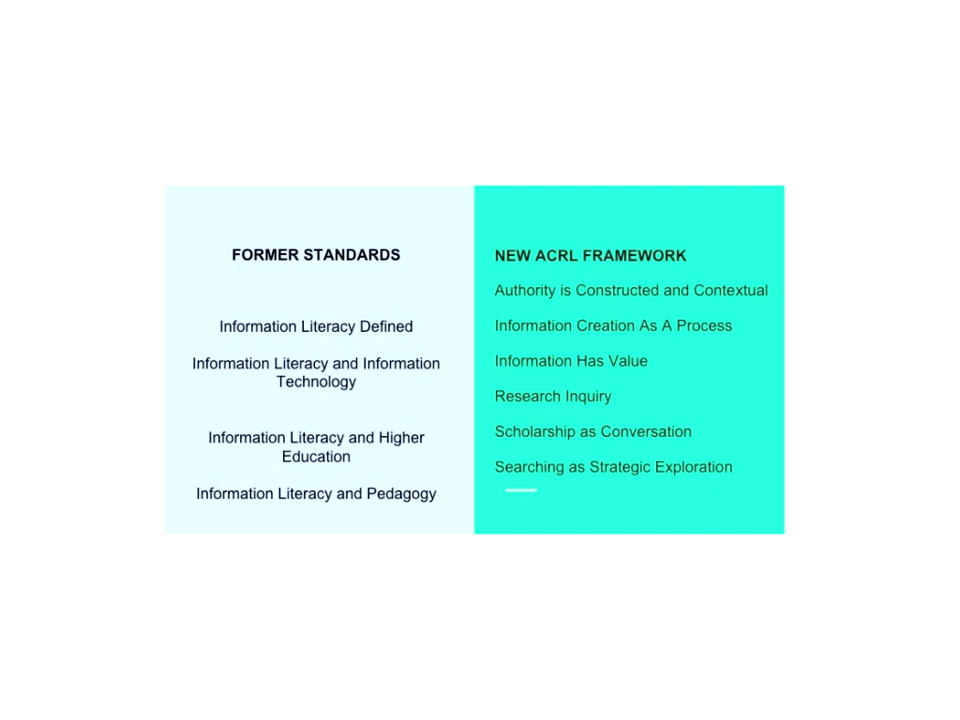 FORMER STANDARDS
Information Literacy Defined
Information Literacy and Information
Technology
Information Literacy and Higher
Education
Information Literacy and Pedagogy
NEW ACRL FRAMEWORK
Authority is Constructed and Contextual
Information Creation As A Process
Information Has Value
Research Inquiry
Scholarship as Conversation
Searching as Strategic Exploration